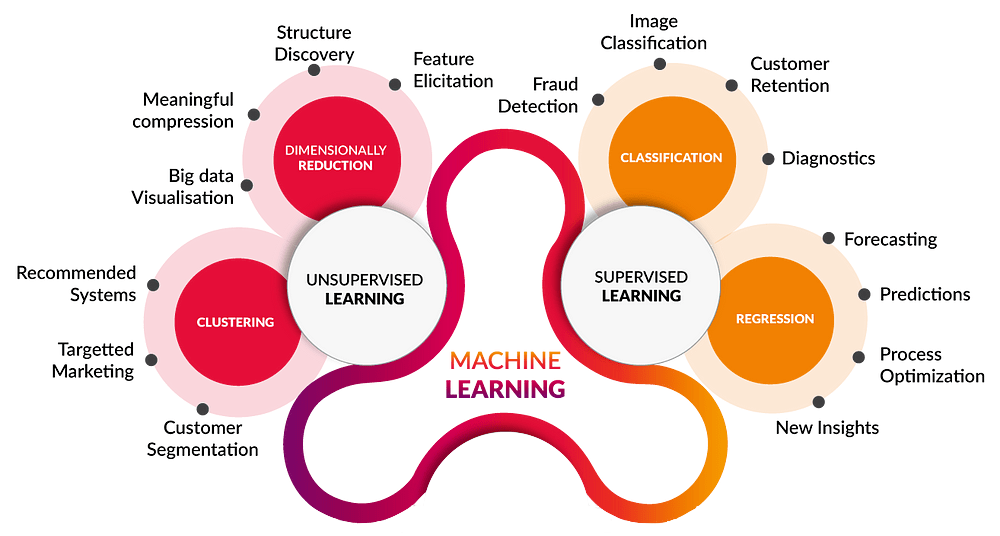 Structure
Discovery
Feature
Elicitation
Meaningful
compression
Big data
Visualisation
DIMENSIONALLY
REDUCTION
Recommended
Systems
Targetted
Marketing
Customer
Segmentation
CLUSTERING
UNSUPERVISED
LEARNING
MACHINE
LEARNING
SUPERVISED
LEARNING
Image
Classification
Fraud
Detection
Customer
Retention
Diagnostics
CLASSIFICATION
Forecasting
Predictions
Process
Optimization
New Insights
REGRESSION